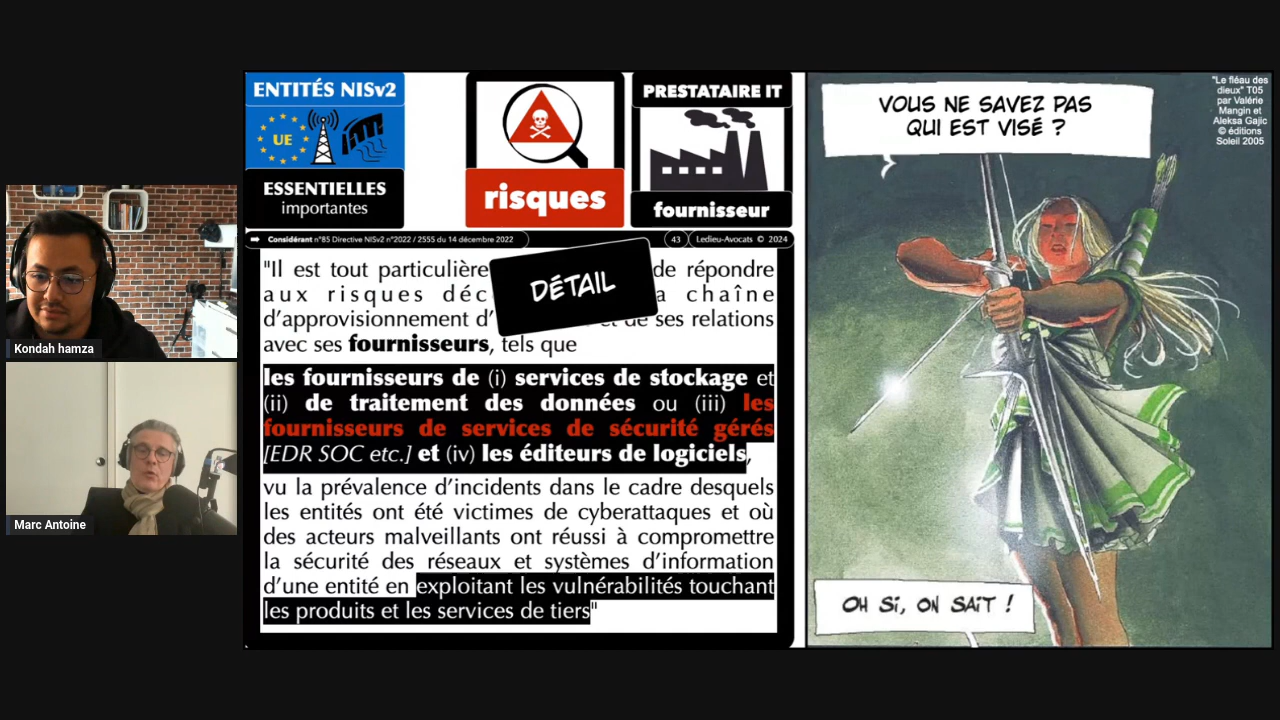 Kondah hamza
Marc Antoine
ENTITÉS NISv2
UE
ESSENTIELLES
importantes
risques
PRESTATAIRE IT
fournisseur
Considérant n°85 Directive NISv2 n°2022 / 2555 du 14 décembre 2022
43
Ledieu-Avocats © 2024
DÉTAIL
"Il est tout particulière de répondre
aux risques déc a chaîne
d'approvisionnement d' et de ses relations
avec ses fournisseurs, tels que
les fournisseurs de (i) services de stockage et
(ii) de traitement des données ou (iii) les
fournisseurs de services de sécurité gérés
[EDR SOC etc.] et (iv) les éditeurs de logiciels,
vu la prévalence d'incidents dans le cadre desquels
les entités ont été victimes de cyberattaques et où
des acteurs malveillants ont réussi à compromettre
la sécurité des réseaux et systèmes d'information
d'une entité en exploitant les vulnérabilités touchant
les produits et les services de tiers"
VOUS NE SAVEZ PAS
QUI EST VISÉ ?
"Le fléau des
dieux" T05
par Valérie
Mangin et
Aleksa Gajic
© éditions
Soleil 2005
OH SI, ON SAIT !